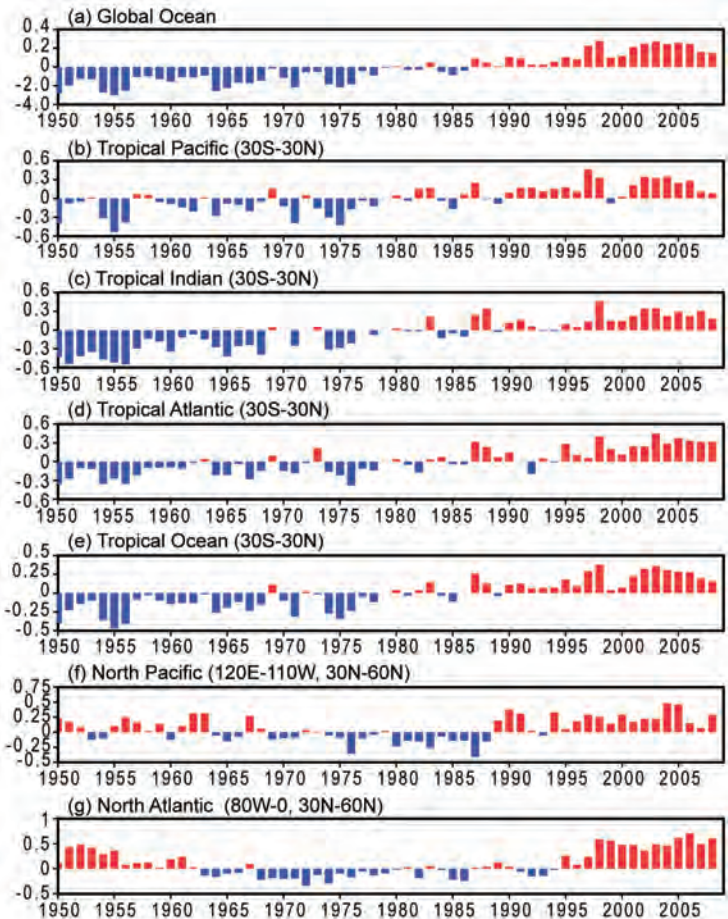 (a) Global Ocean
0.4
0.2
0
-2.0
-4.0
1950 1955 1960 1965 1970 1975 1980 1985 1990 1995 2000 2005
(b) Tropical Pacific (30S-30N)
0.6
0.3
0
-0.3
-0.6
1950 1955 1960 1965 1970 1975 1980 1985 1990 1995 2000 2005
(c) Tropical Indian (30S-30N)
0.6
0.3
0
-0.3
-0.6
1950 1955 1960 1965 1970 1975 1980 1985 1990 1995 2000 2005
(d) Tropical Atlantic (30S-30N)
0.6
0.3
0
-0.3
-0.6
1950 1955 1960 1965 1970 1975 1980 1985 1990 1995 2000 2005
(e) Tropical Ocean (30S-30N)
0.5
0.25
0
-0.25
-0.5
1950 1955 1960 1965 1970 1975 1980 1985 1990 1995 2000 2005
(f) North Pacific (120E-110W, 30N-60N)
0.75
0.5
0.25
0
-0.25
-0.5
1950 1955 1960 1965 1970 1975 1980 1985 1990 1995 2000 2005
(g) North Atlantic (80W-0, 30N-60N)
1
0.5
0
-0.5
1950 1955 1960 1965 1970 1975 1980 1985 1990 1995 2000 2005